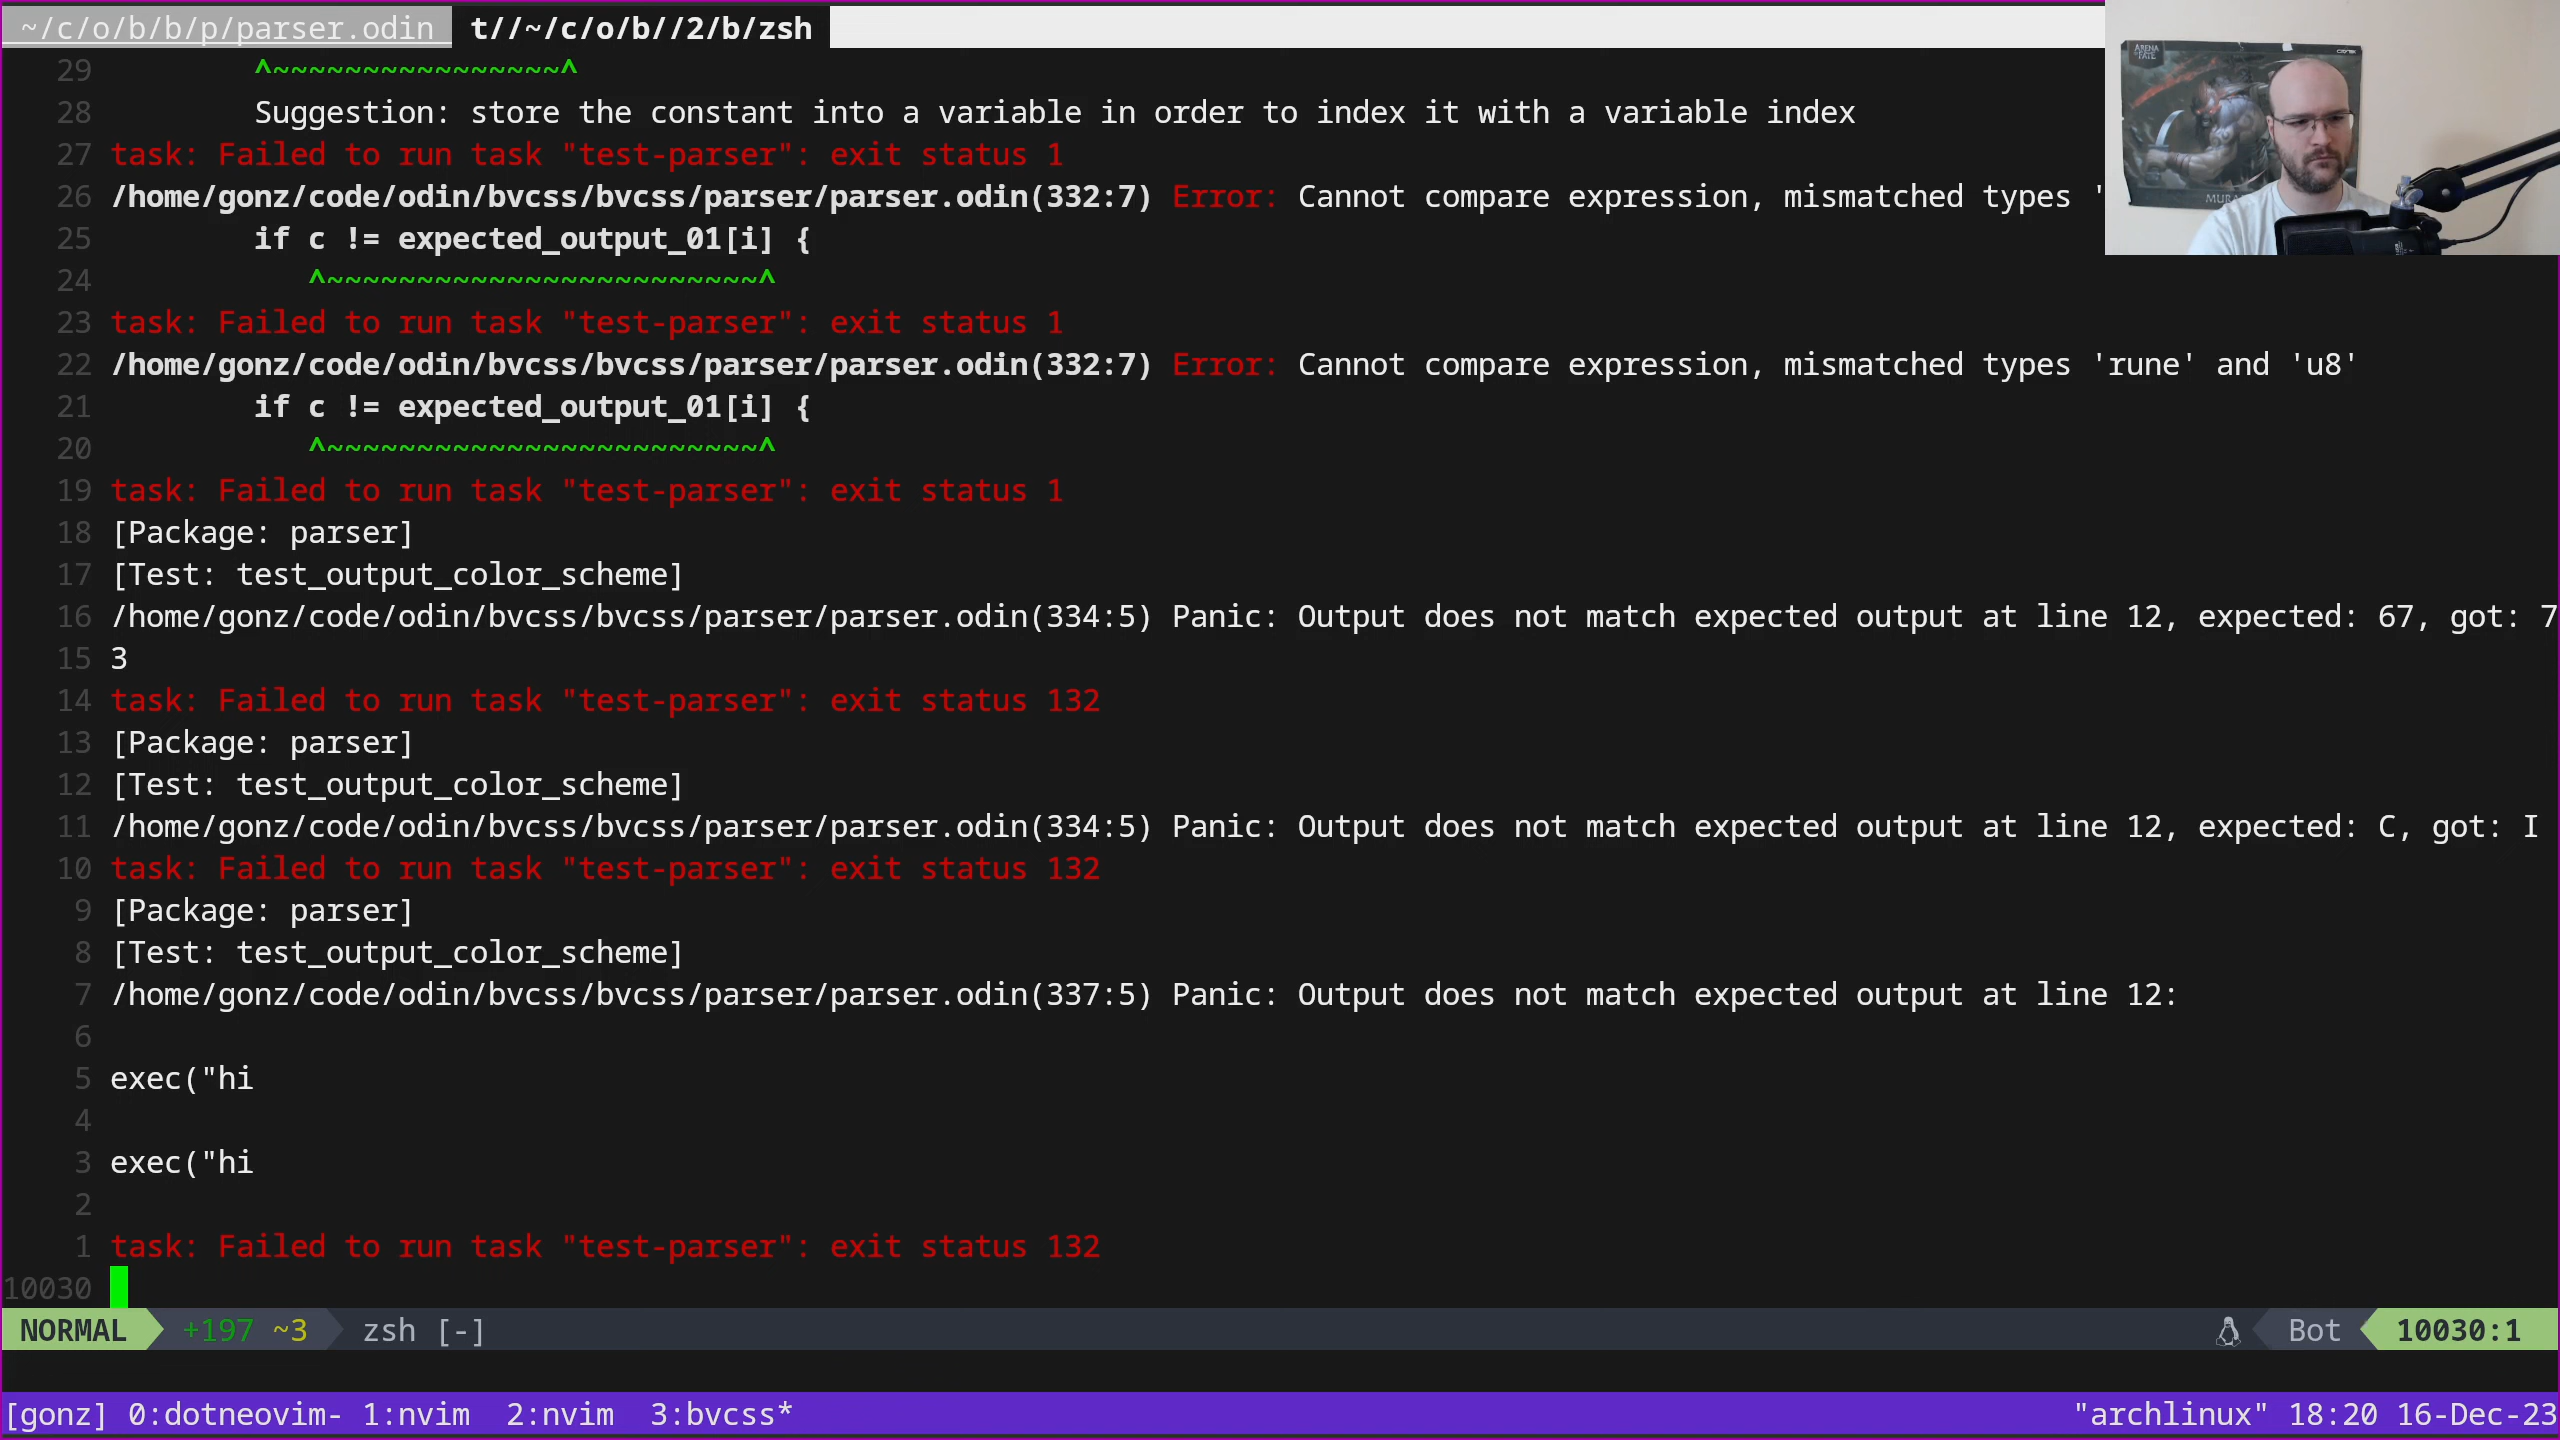 ~/c/o/b/b/p/parser.odin t//~/c/o/b//2/b/zsh
29 ^~~~~~~~~~~~~~~~~^
28 Suggestion: store the constant into a variable in order to index it with a variable index
27 task: Failed to run task "test-parser": exit status 1
26 /home/gonz/code/odin/bvcss/bvcss/parser/parser.odin(332:7) Error: Cannot compare expression, mismatched types '
25 if c != expected_output_01[i] {
24 ^~~~~~~~~~~~~~~~~~~~~~~~~^
23 task: Failed to run task "test-parser": exit status 1
22 /home/gonz/code/odin/bvcss/bvcss/parser/parser.odin(332:7) Error: Cannot compare expression, mismatched types 'rune' and 'u8'
21 if c != expected_output_01[i] {
20 ^~~~~~~~~~~~~~~~~~~~~~~~~^
19 task: Failed to run task "test-parser": exit status 1
18 [Package: parser]
17 [Test: test_output_color_scheme]
16 /home/gonz/code/odin/bvcss/bvcss/parser/parser.odin(334:5) Panic: Output does not match expected output at line 12, expected: 67, got: 7
15 3
14 task: Failed to run task "test-parser": exit status 132
13 [Package: parser]
12 [Test: test_output_color_scheme]
11 /home/gonz/code/odin/bvcss/bvcss/parser/parser.odin(334:5) Panic: Output does not match expected output at line 12, expected: C, got: I
10 task: Failed to run task "test-parser": exit status 132
9 [Package: parser]
8 [Test: test_output_color_scheme]
7 /home/gonz/code/odin/bvcss/bvcss/parser/parser.odin(337:5) Panic: Output does not match expected output at line 12:
6
5 exec("hi
4
3 exec("hi
2
1 task: Failed to run task "test-parser": exit status 132
10030
NORMAL +197 ~3 zsh [-] Bot 10030:1
[gonz] 0:dotneovim- 1:nvim 2:nvim 3:bvcss* "archlinux" 18:20 16-Dec-23